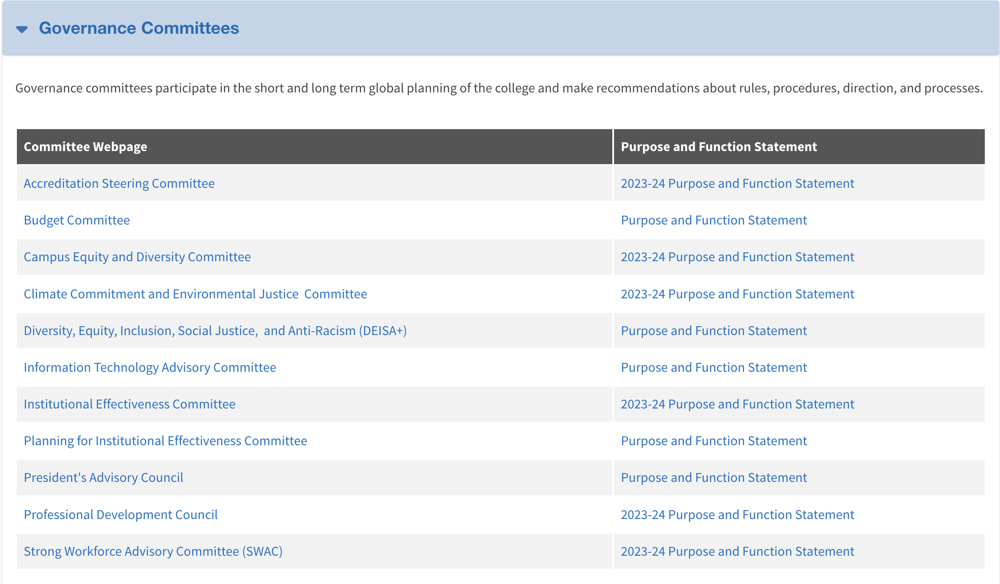 Governance Committees
Governance committees participate in the short and long term global planning of the college and make recommendations about rules, procedures, direction, and processes.
Committee Webpage Purpose and Function Statement
Accreditation Steering Committee 2023-24 Purpose and Function Statement
Budget Committee Purpose and Function Statement
Campus Equity and Diversity Committee 2023-24 Purpose and Function Statement
Climate Commitment and Environmental Justice  Committee 2023-24 Purpose and Function Statement
Diversity, Equity, Inclusion, Social Justice,  and Anti-Racism (DEISA+) Purpose and Function Statement
Information Technology Advisory Committee Purpose and Function Statement
Institutional Effectiveness Committee 2023-24 Purpose and Function Statement
Planning for Institutional Effectiveness Committee Purpose and Function Statement
President's Advisory Council Purpose and Function Statement
Professional Development Council 2023-24 Purpose and Function Statement
Strong Workforce Advisory Committee (SWAC) 2023-24 Purpose and Function Statement